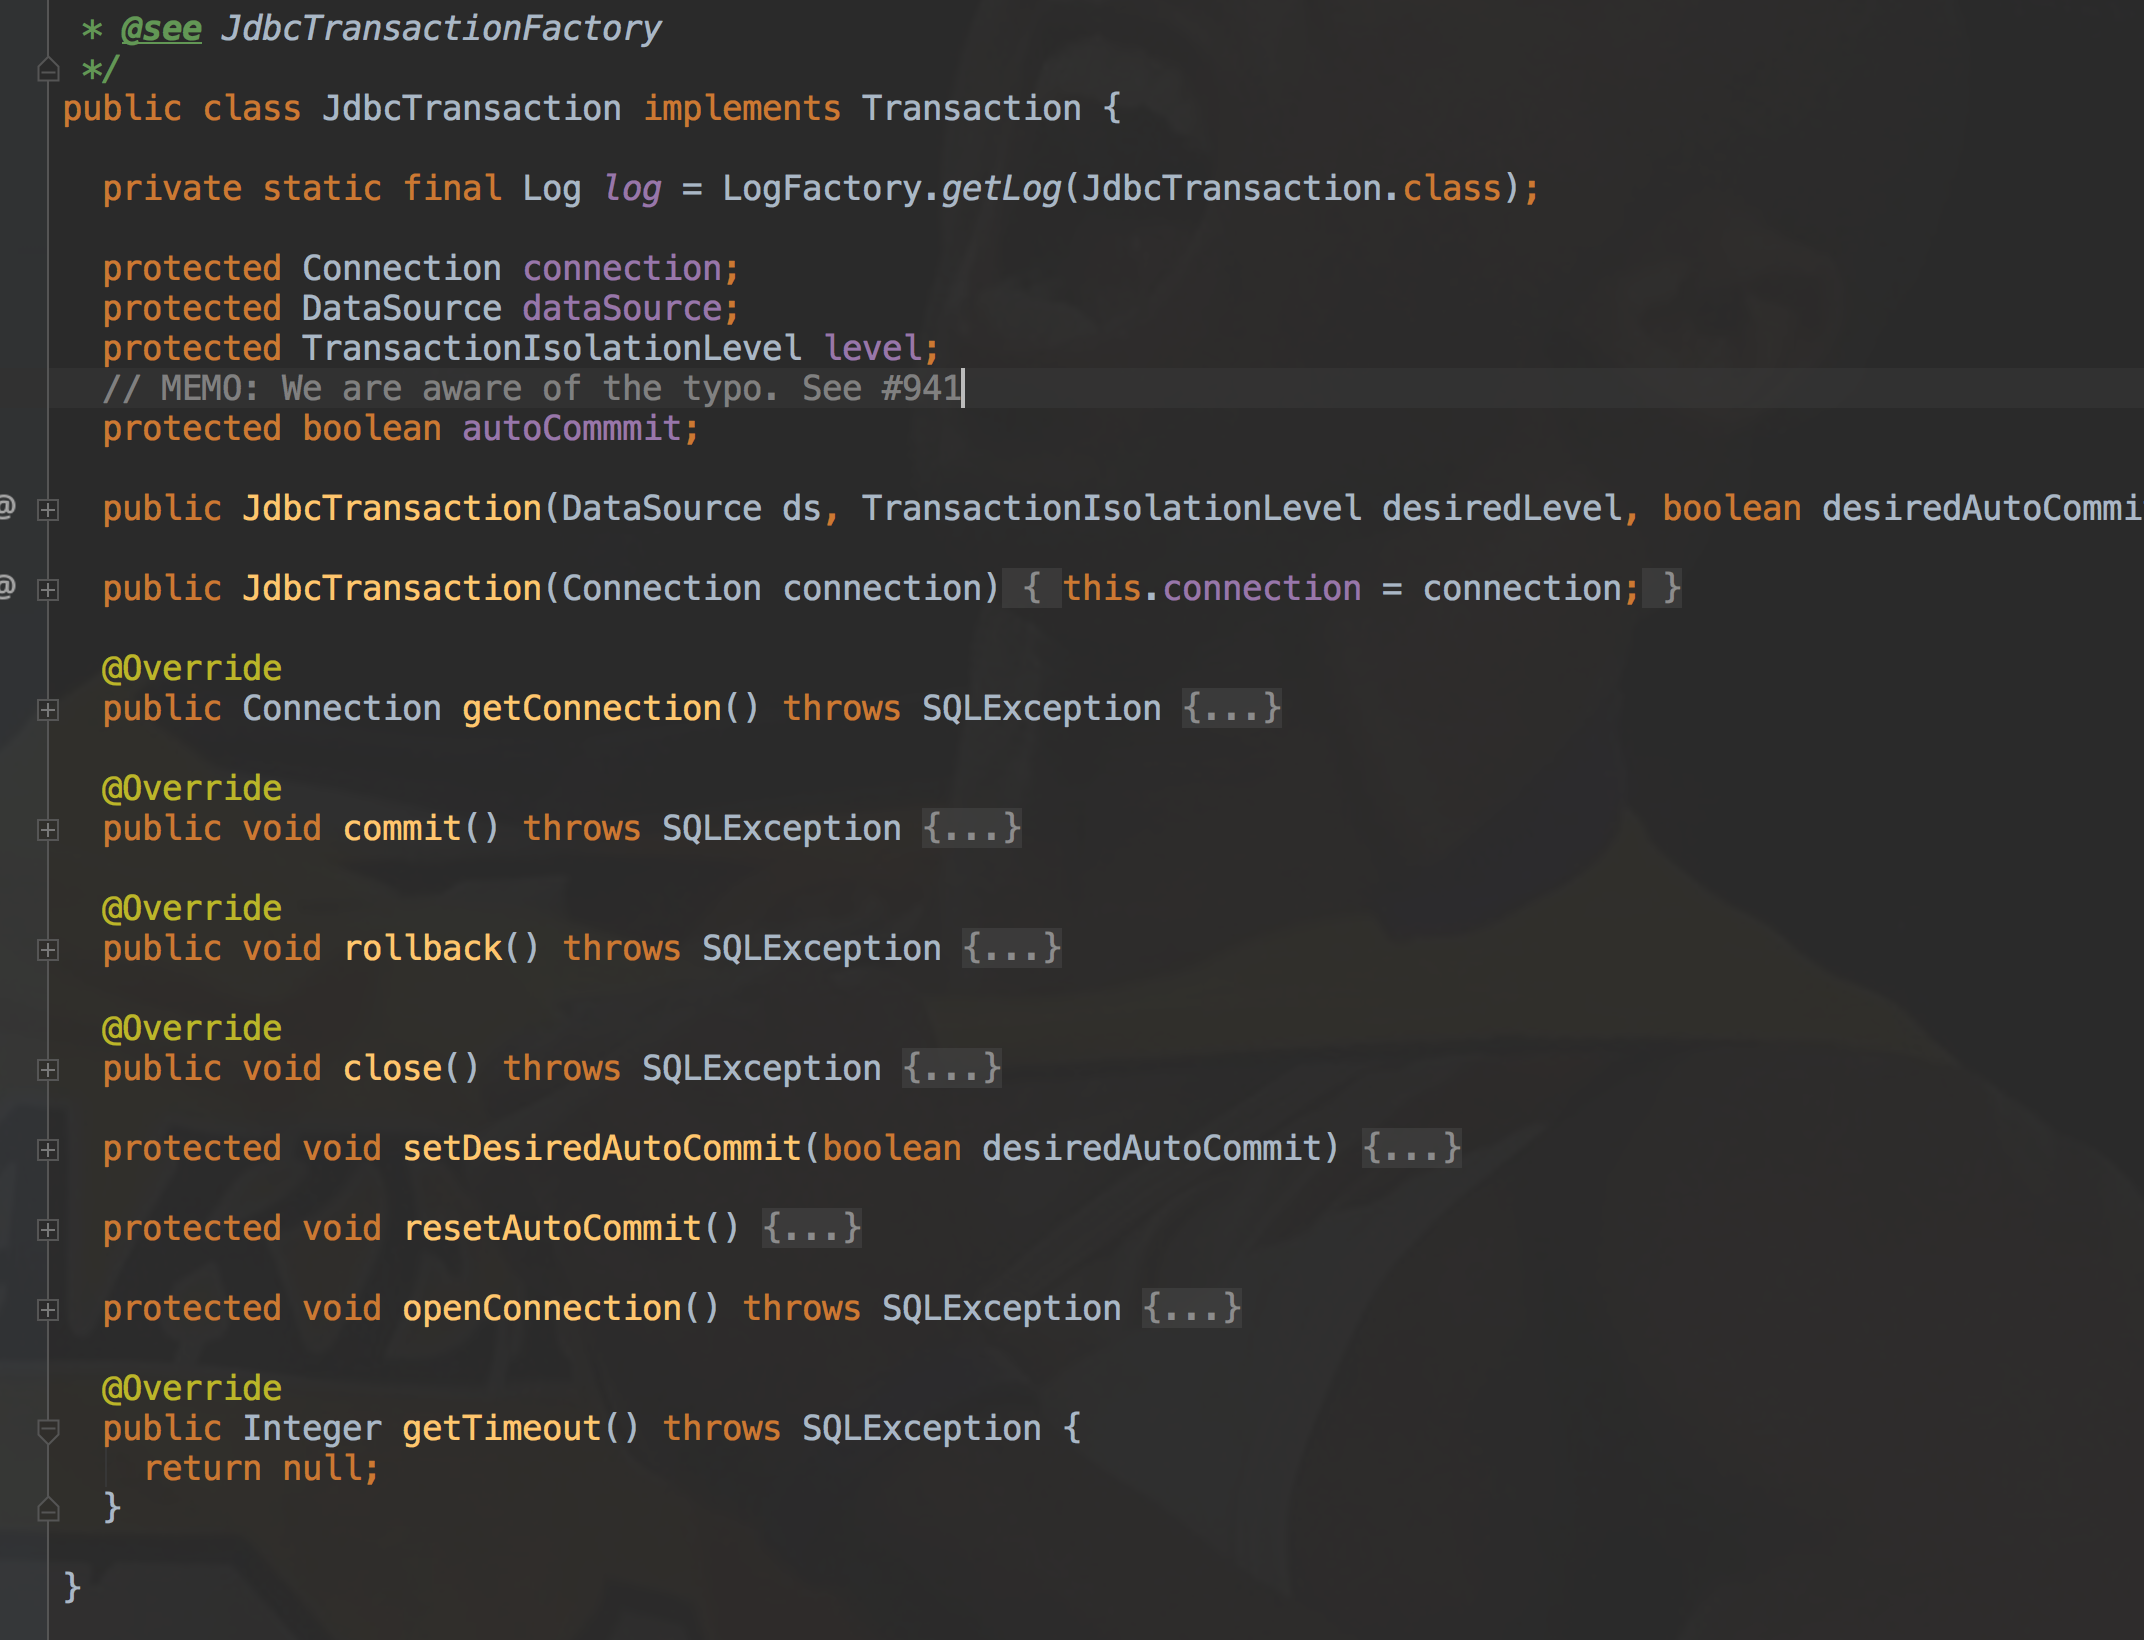 * @see JdbcTransactionFactory
*/
public class JdbcTransaction implements Transaction {
private static final Log log = LogFactory.getLog(JdbcTransaction.class);
protected Connection connection;
protected DataSource dataSource;
protected TransactionIsolationLevel level;
// MEMO: We are aware of the typo. See #941
protected boolean autoCommmit;
@ public JdbcTransaction(DataSource ds, TransactionIsolationLevel desiredLevel, boolean desiredAutoCommi
@ public JdbcTransaction(Connection connection) { this.connection = connection; }
@Override
public Connection getConnection() throws SQLException {...}
@Override
public void commit() throws SQLException {...}
@Override
public void rollback() throws SQLException {...}
@Override
public void close() throws SQLException {...}
protected void setDesiredAutoCommit(boolean desiredAutoCommit) {...}
protected void resetAutoCommit() {...}
protected void openConnection() throws SQLException {...}
@Override
public Integer getTimeout() throws SQLException {
return null;
}
}